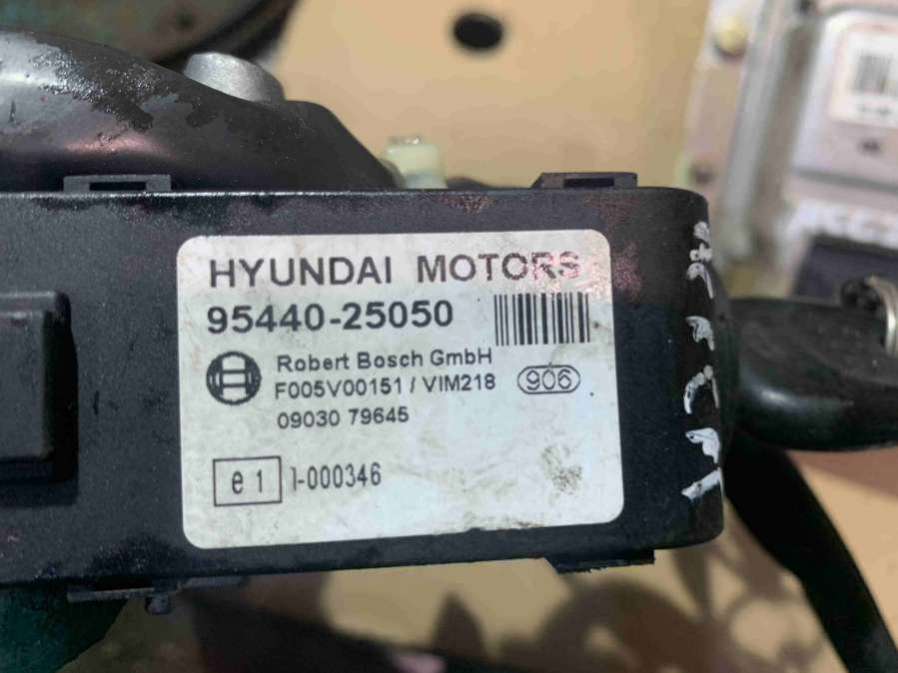 HYUNDAI MOTORS
95440-25050
Robert Bosch GmbH
F005V00151 / VIM218
906
09030 79645
e 1
1-000346